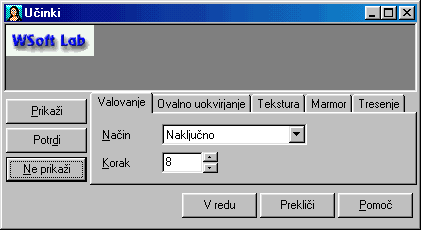 Učinki
WSoft Lab
Prikaži
Potrdi
Ne prikaži
Valovanje
Ovalno uokvirjanje
Tekstura
Marmor
Tresenje
Način
Naključno
Korak
8
V redu
Prekliči
Pomoč